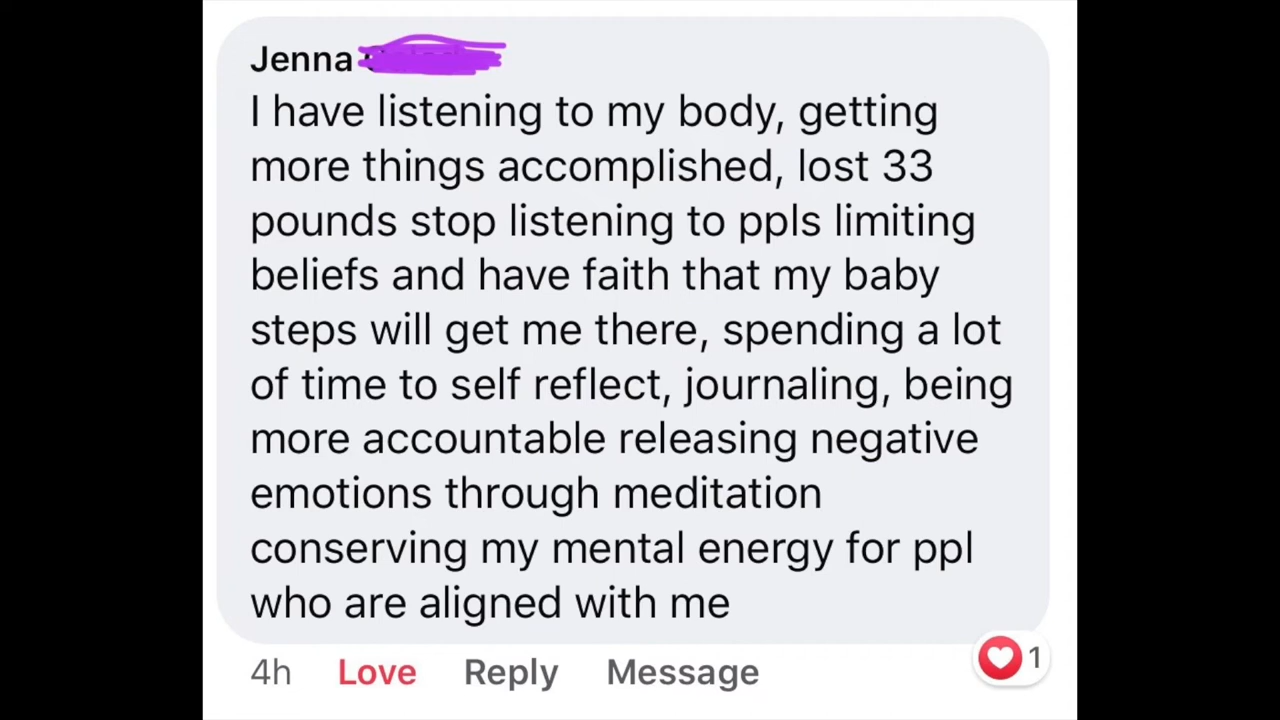 Jenna
I have listening to my body, getting
more things accomplished, lost 33
pounds stop listening to ppls limiting
beliefs and have faith that my baby
steps will get me there, spending a lot
of time to self reflect, journaling, being
more accountable releasing negative
emotions through meditation
conserving my mental energy for ppl
who are aligned with me
4h Love Reply Message 1